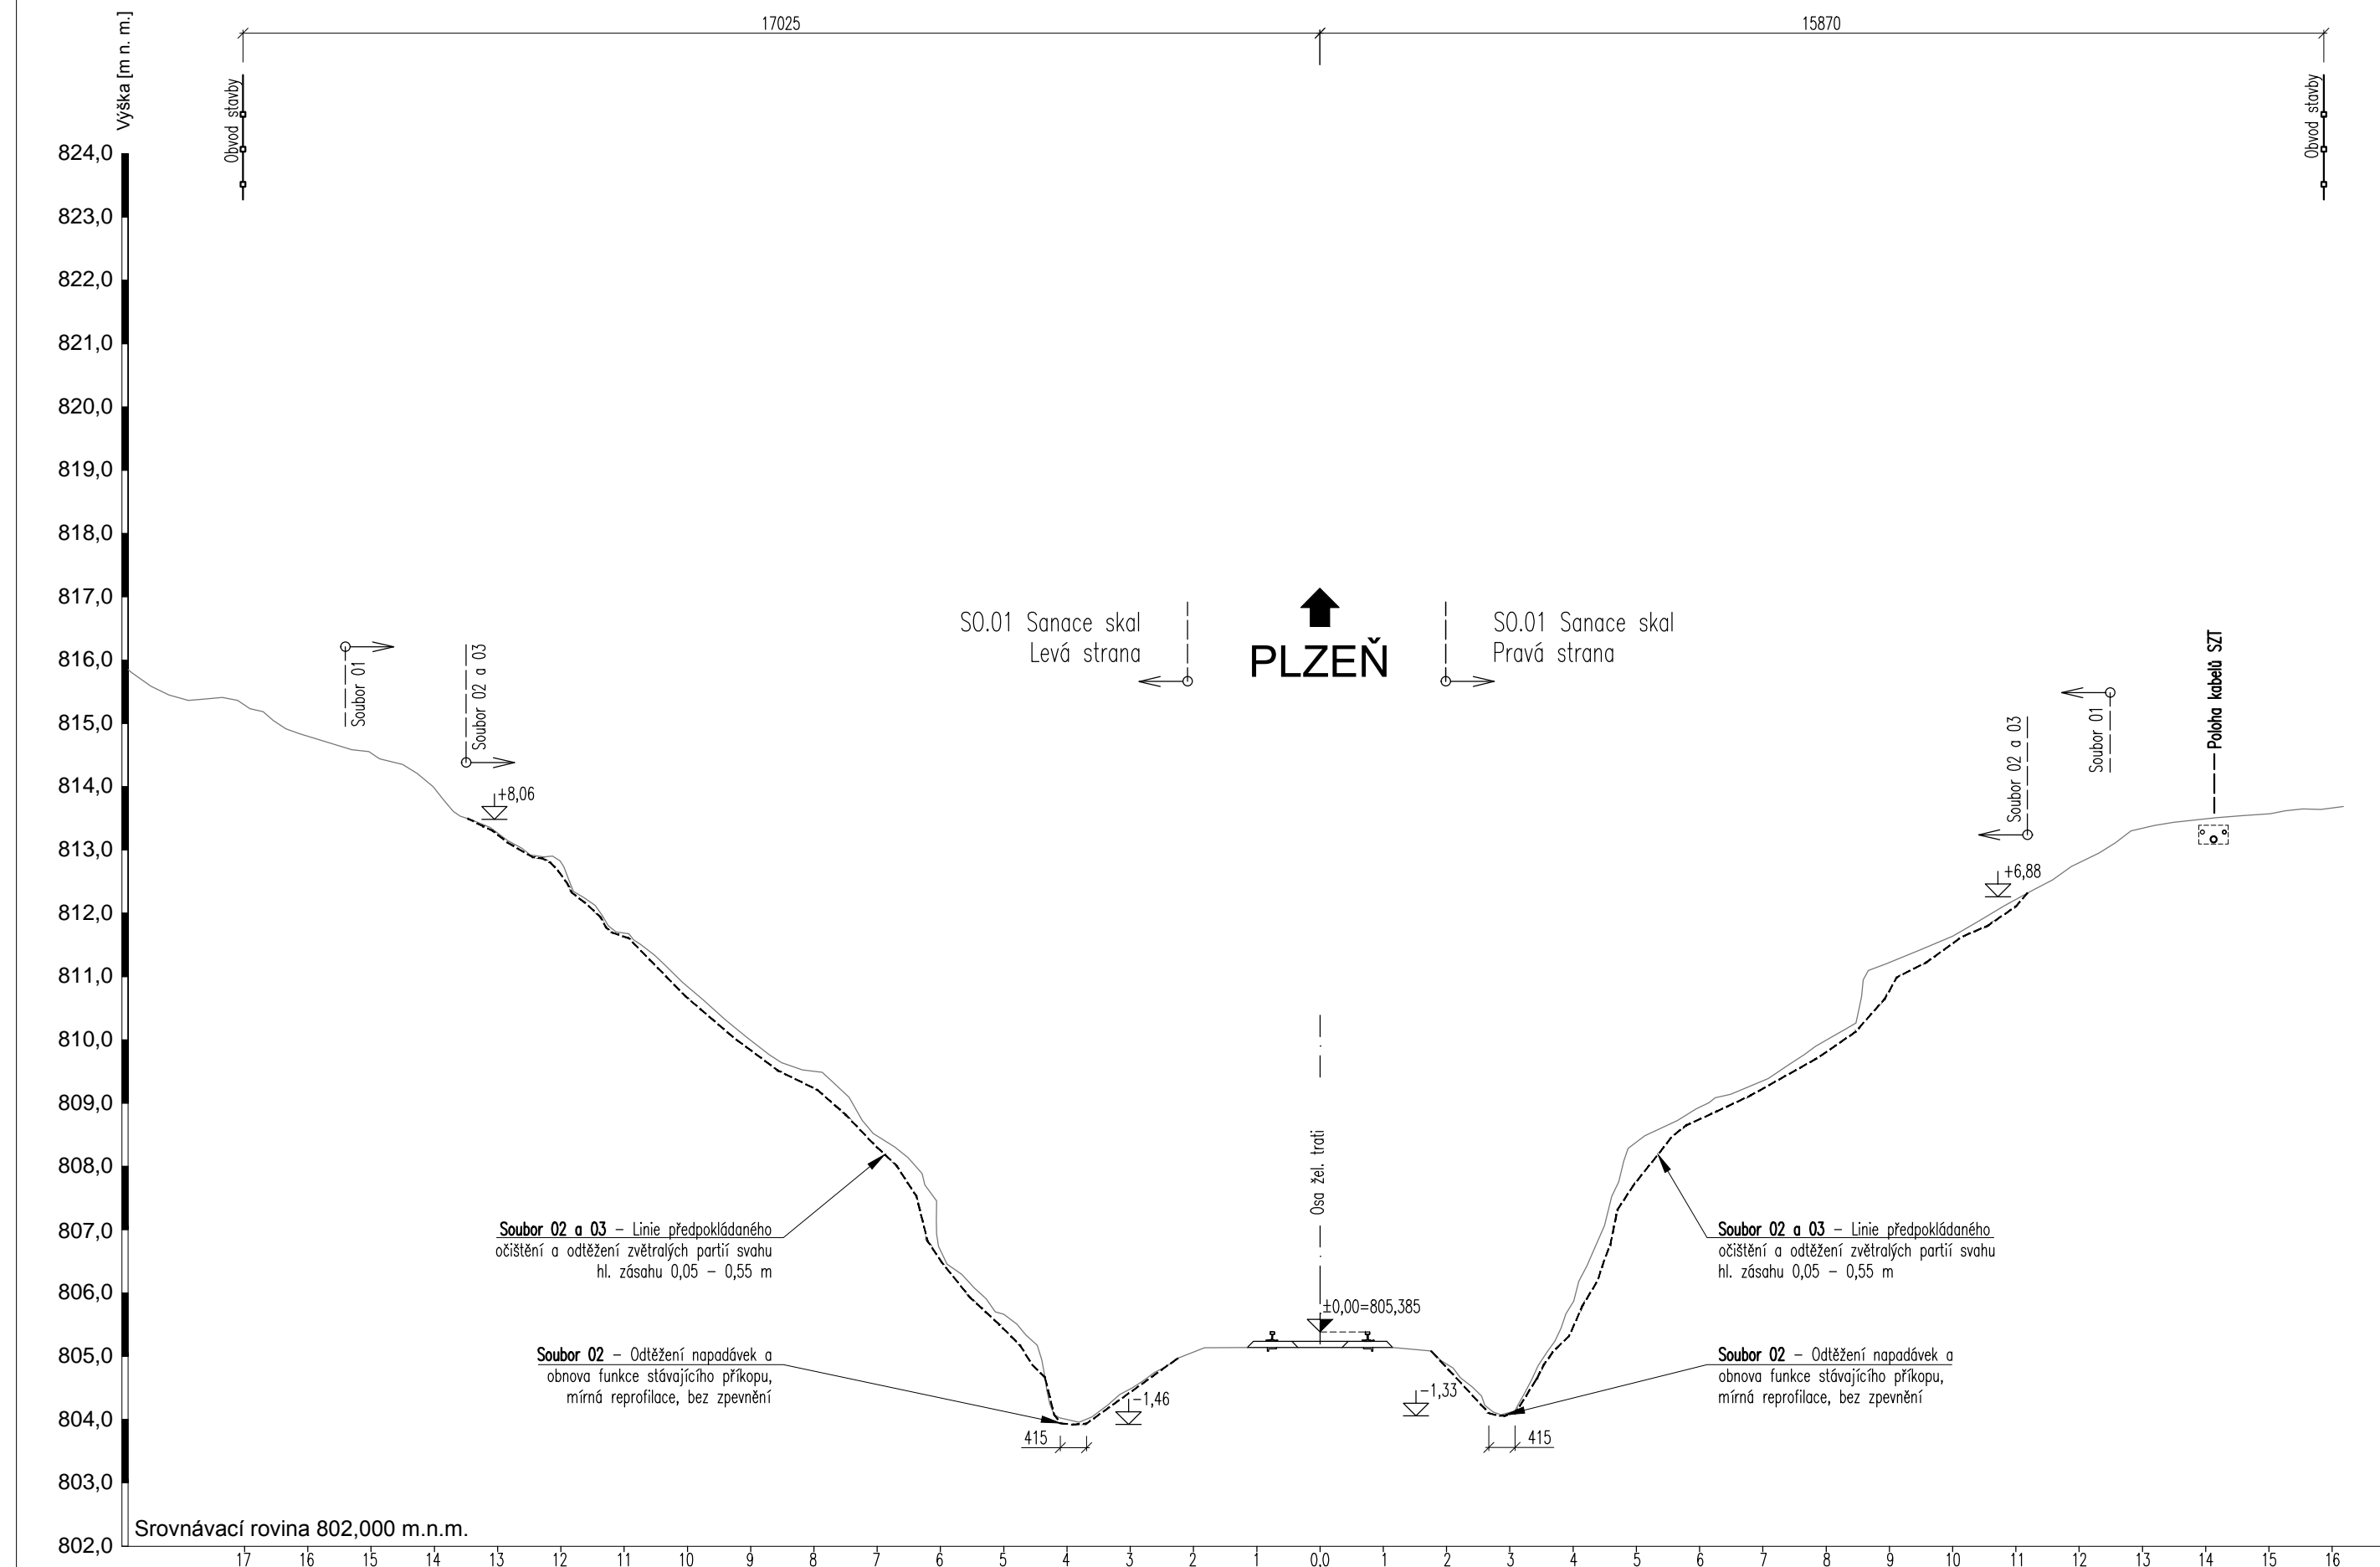 17025
15870
Výška [m n. m.]
Obvod stavby
Obvod stavby
824,0
823,0
822,0
821,0
820,0
819,0
818,0
817,0
816,0
815,0
814,0
813,0
812,0
811,0
810,0
809,0
808,0
807,0
806,0
805,0
804,0
803,0
802,0
SO.01 Sanace skal
Levá strana
PLZEŇ
SO.01 Sanace skal
Pravá strana
Soubor 01
Soubor 02 a 03
+8,06
Soubor 02 a 03
Soubor 01
Poloha kabelů SZT
+6,88
Osa žel. trati
±0,00=805,385
Soubor 02 a 03 – Linie předpokládaného
očištění a odtěžení zvětralých partií svahu
hl. zásahu 0,05 – 0,55 m
Soubor 02 a 03 – Linie předpokládaného
očištění a odtěžení zvětralých partií svahu
hl. zásahu 0,05 – 0,55 m
Soubor 02 – Odtěžení napadávek a
obnova funkce stávajícího příkopu,
mírná reprofilace, bez zpevnění
Soubor 02 – Odtěžení napadávek a
obnova funkce stávajícího příkopu,
mírná reprofilace, bez zpevnění
-1,46
-1,33
415
415
Srovnávací rovina 802,000 m.n.m.
17 16 15 14 13 12 11 10 9 8 7 6 5 4 3 2 1 0.0 1 2 3 4 5 6 7 8 9 10 11 12 13 14 15 16